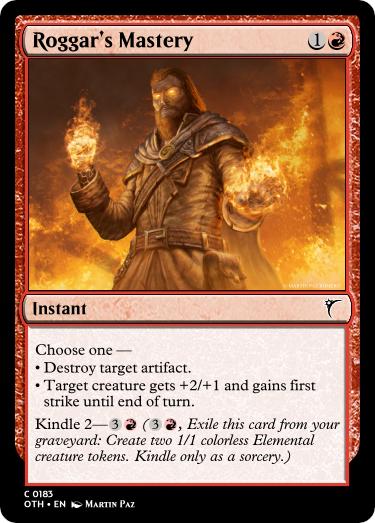 Roggar's Mastery 1
© MARTIN PAZ
Instant
Choose one —
• Destroy target artifact.
• Target creature gets +2/+1 and gains first
strike until end of turn.
Kindle 2—3 (3, Exile this card from your
graveyard: Create two 1/1 colorless Elemental
creature tokens. Kindle only as a sorcery.)
C 0183
OTH • EN Martin Paz